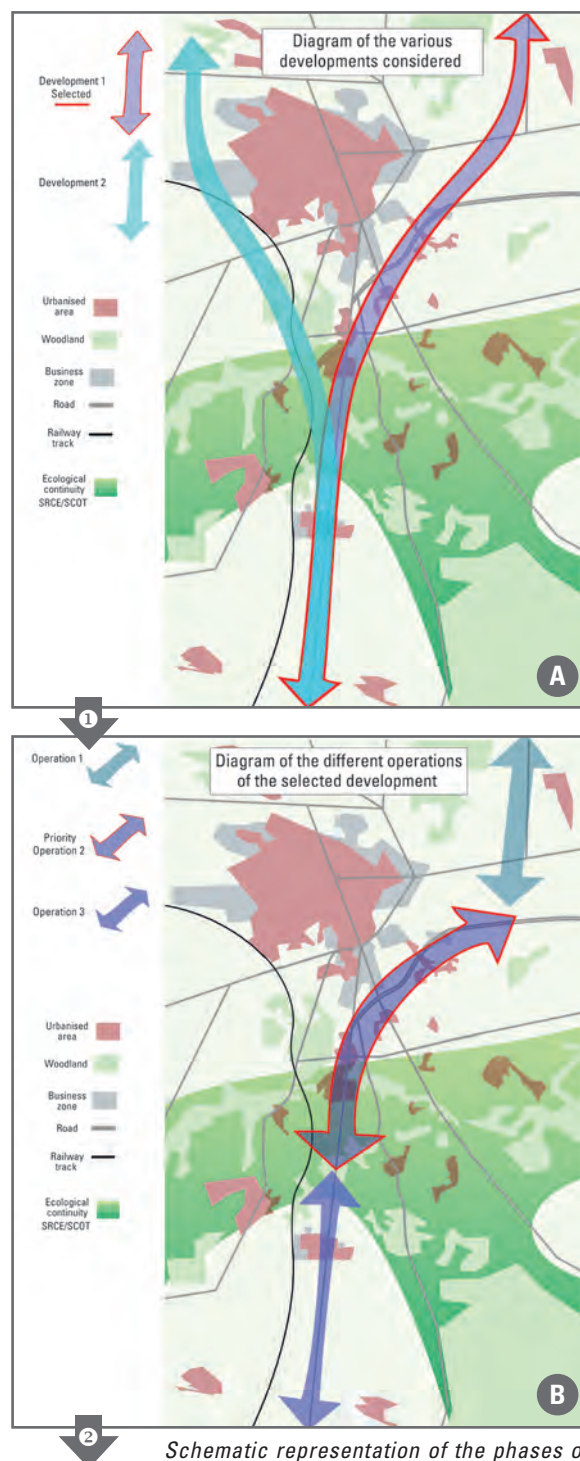 Diagram of the various
developments considered
Development 1
Selected
Development 2
Urbanised
area
Woodland
Business
zone
Road
Railway
track
Ecological
continuity
SRCE/SCOT
A
1
Operation 1
Diagram of the different operations
of the selected development
Priority
Operation 2
Operation 3
Urbanised
area
Woodland
Business
zone
Road
Railway
track
Ecological
continuity
SRCE/SCOT
B
2
Schematic representation of the phases o